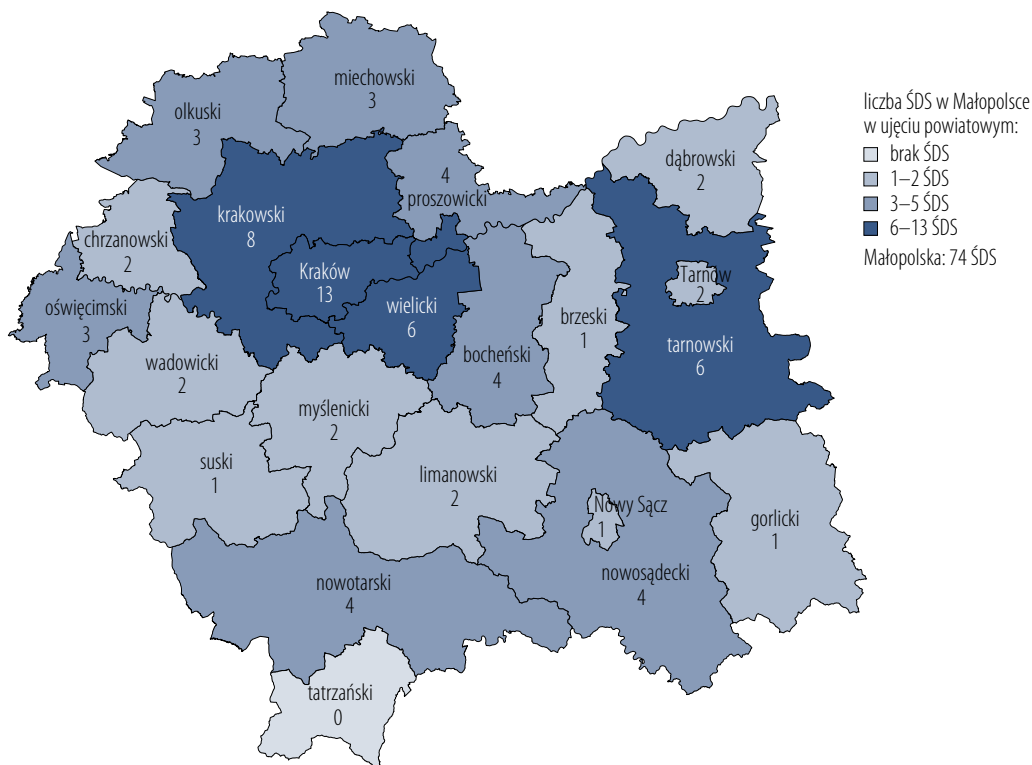 miechowski
3
olkuski
3
dąbrowski
2
4
proszowicki
krakowski
8
chrzanowski
2
Kraków
13
Tarnów
2
oświęcimski
3
wielicki
6
brzeski
1
tarnowski
6
bocheński
4
wadowicki
2
myślenicki
2
suski
1
limanowski
2
Nowy Sącz
1
gorlicki
1
nowotarski
4
nowosądecki
4
tatrzański
0
liczba ŚDS w Małopolsce
w ujęciu powiatowym:
brak ŚDS
1–2 ŚDS
3–5 ŚDS
6–13 ŚDS
Małopolska: 74 ŚDS